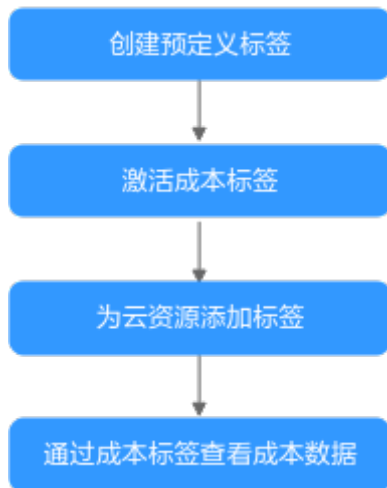 创建预定义标签
激活成本标签
为云资源添加标签
通过成本标签查看成本数据